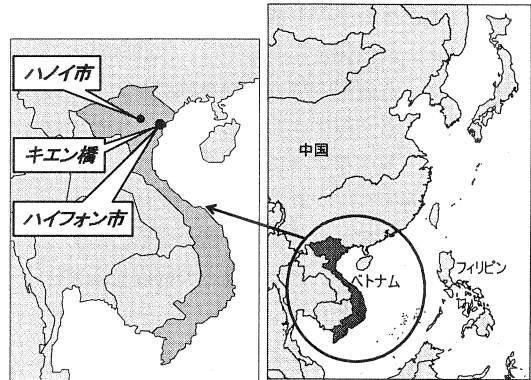 ハノイ市
キエン橋
ハイフォン市
中国
ベトナム
フィリピン